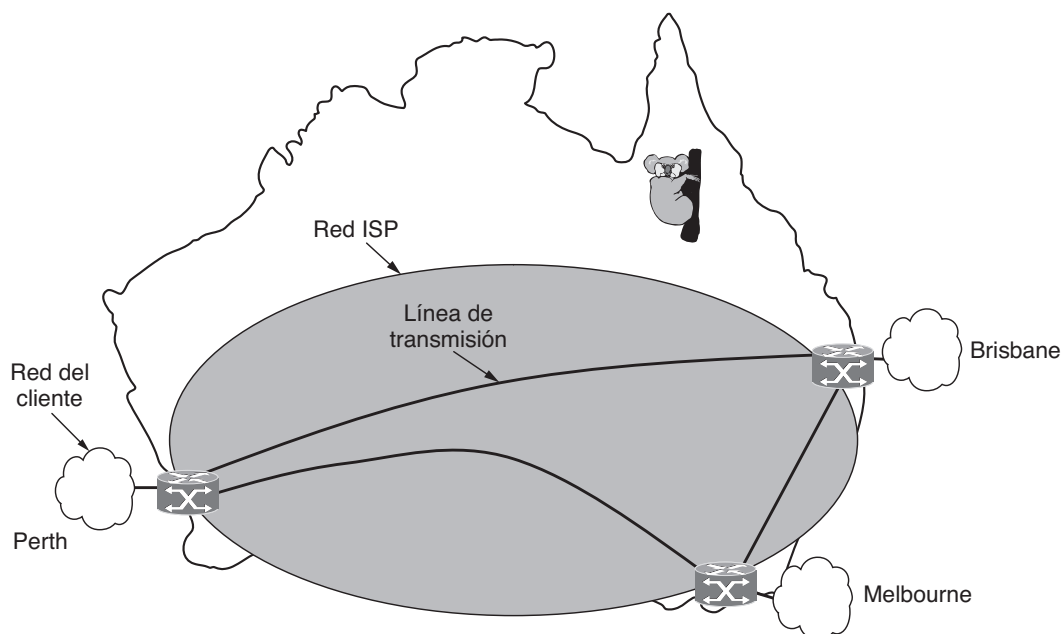 Red ISP
Línea de
transmisión
Brisbane
Red del
cliente
Perth
Melbourne